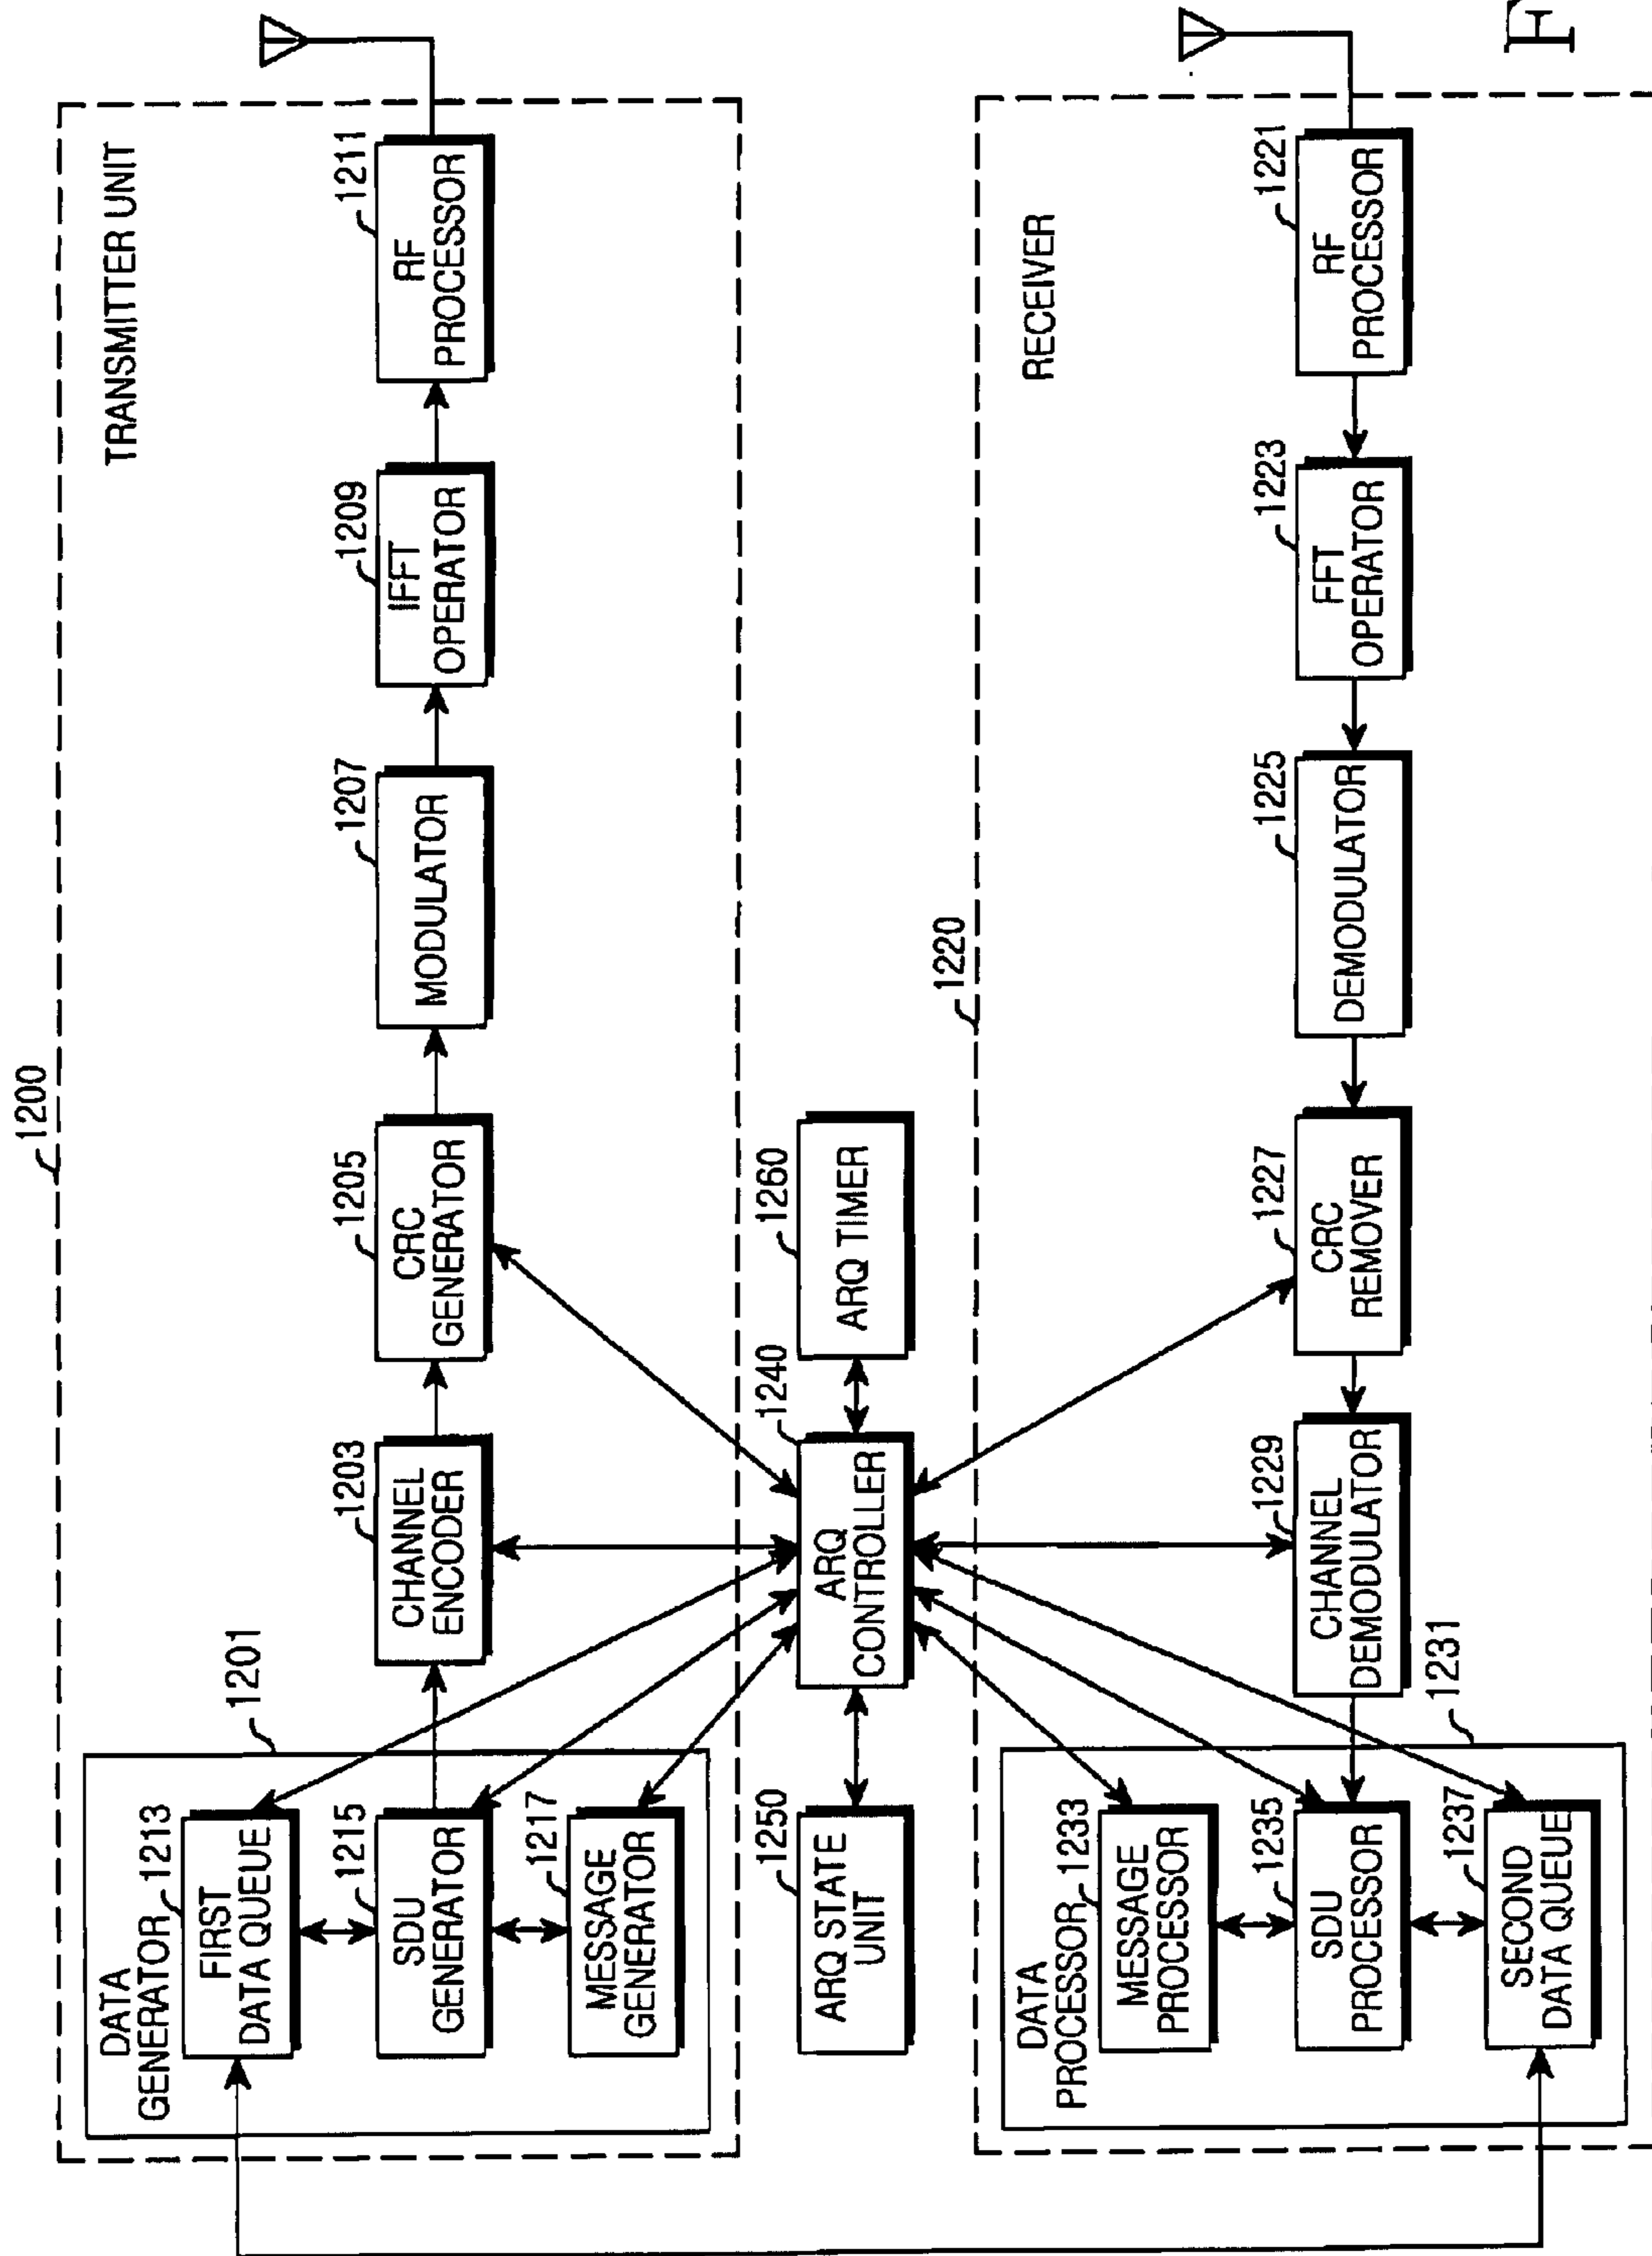 1200
TRANSMITTER UNIT
DATA
GENERATOR
1201
1213
FIRST
DATA QUEUE
1215
SDU
GENERATOR
1217
MESSAGE
GENERATOR
1203
CHANNEL
ENCODER
1205
CRC
GENERATOR
1207
MODULATOR
1209
IFFT
OPERATOR
1211
RF
PROCESSOR
1250
ARQ STATE
UNIT
1240
ARQ
CONTROLLER
1260
ARQ TIMER
1220
RECEIVER
DATA
PROCESSOR
1231
1233
MESSAGE
PROCESSOR
1235
SDU
PROCESSOR
1237
SECOND
DATA QUEUE
1229
CHANNEL
DEMODULATOR
1227
CRC
REMOVER
1225
DEMODULATOR
1223
FFT
OPERATOR
1221
RF
PROCESSOR
F